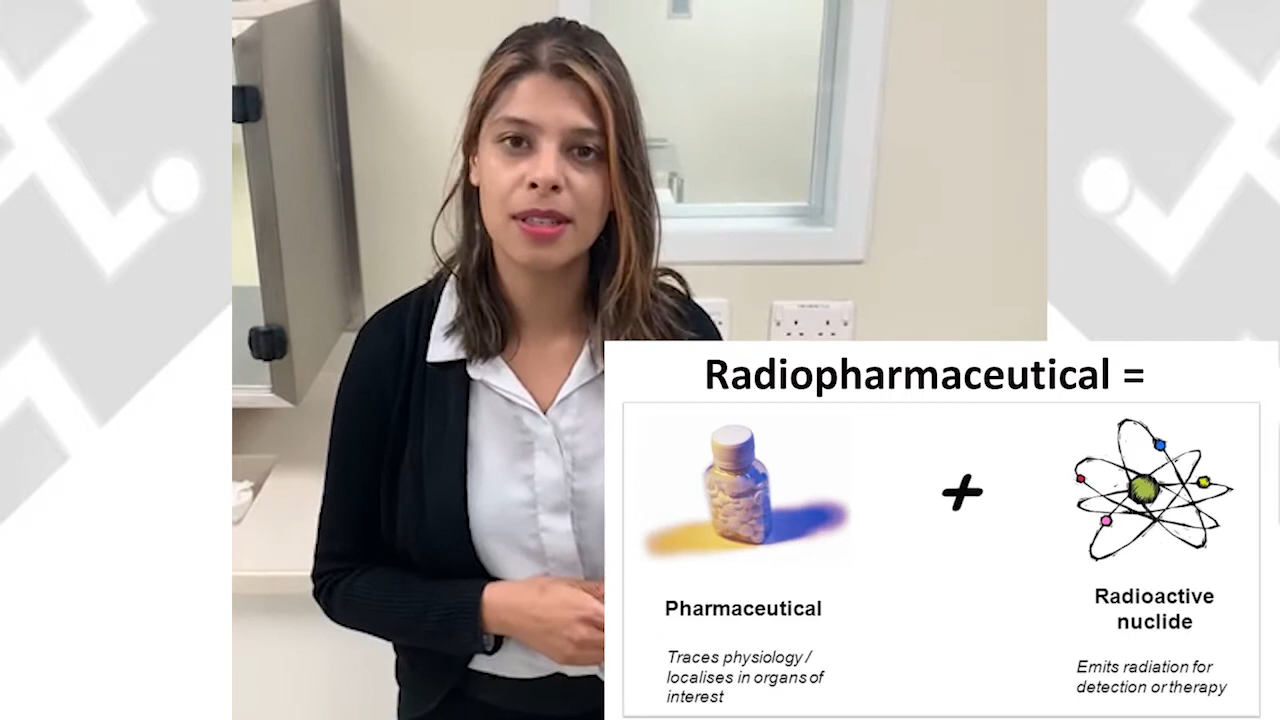 Radiopharmaceutical =
Pharmaceutical
Traces physiology /
localises in organs of
interest
+
Radioactive
nuclide
Emits radiation for
detection or therapy